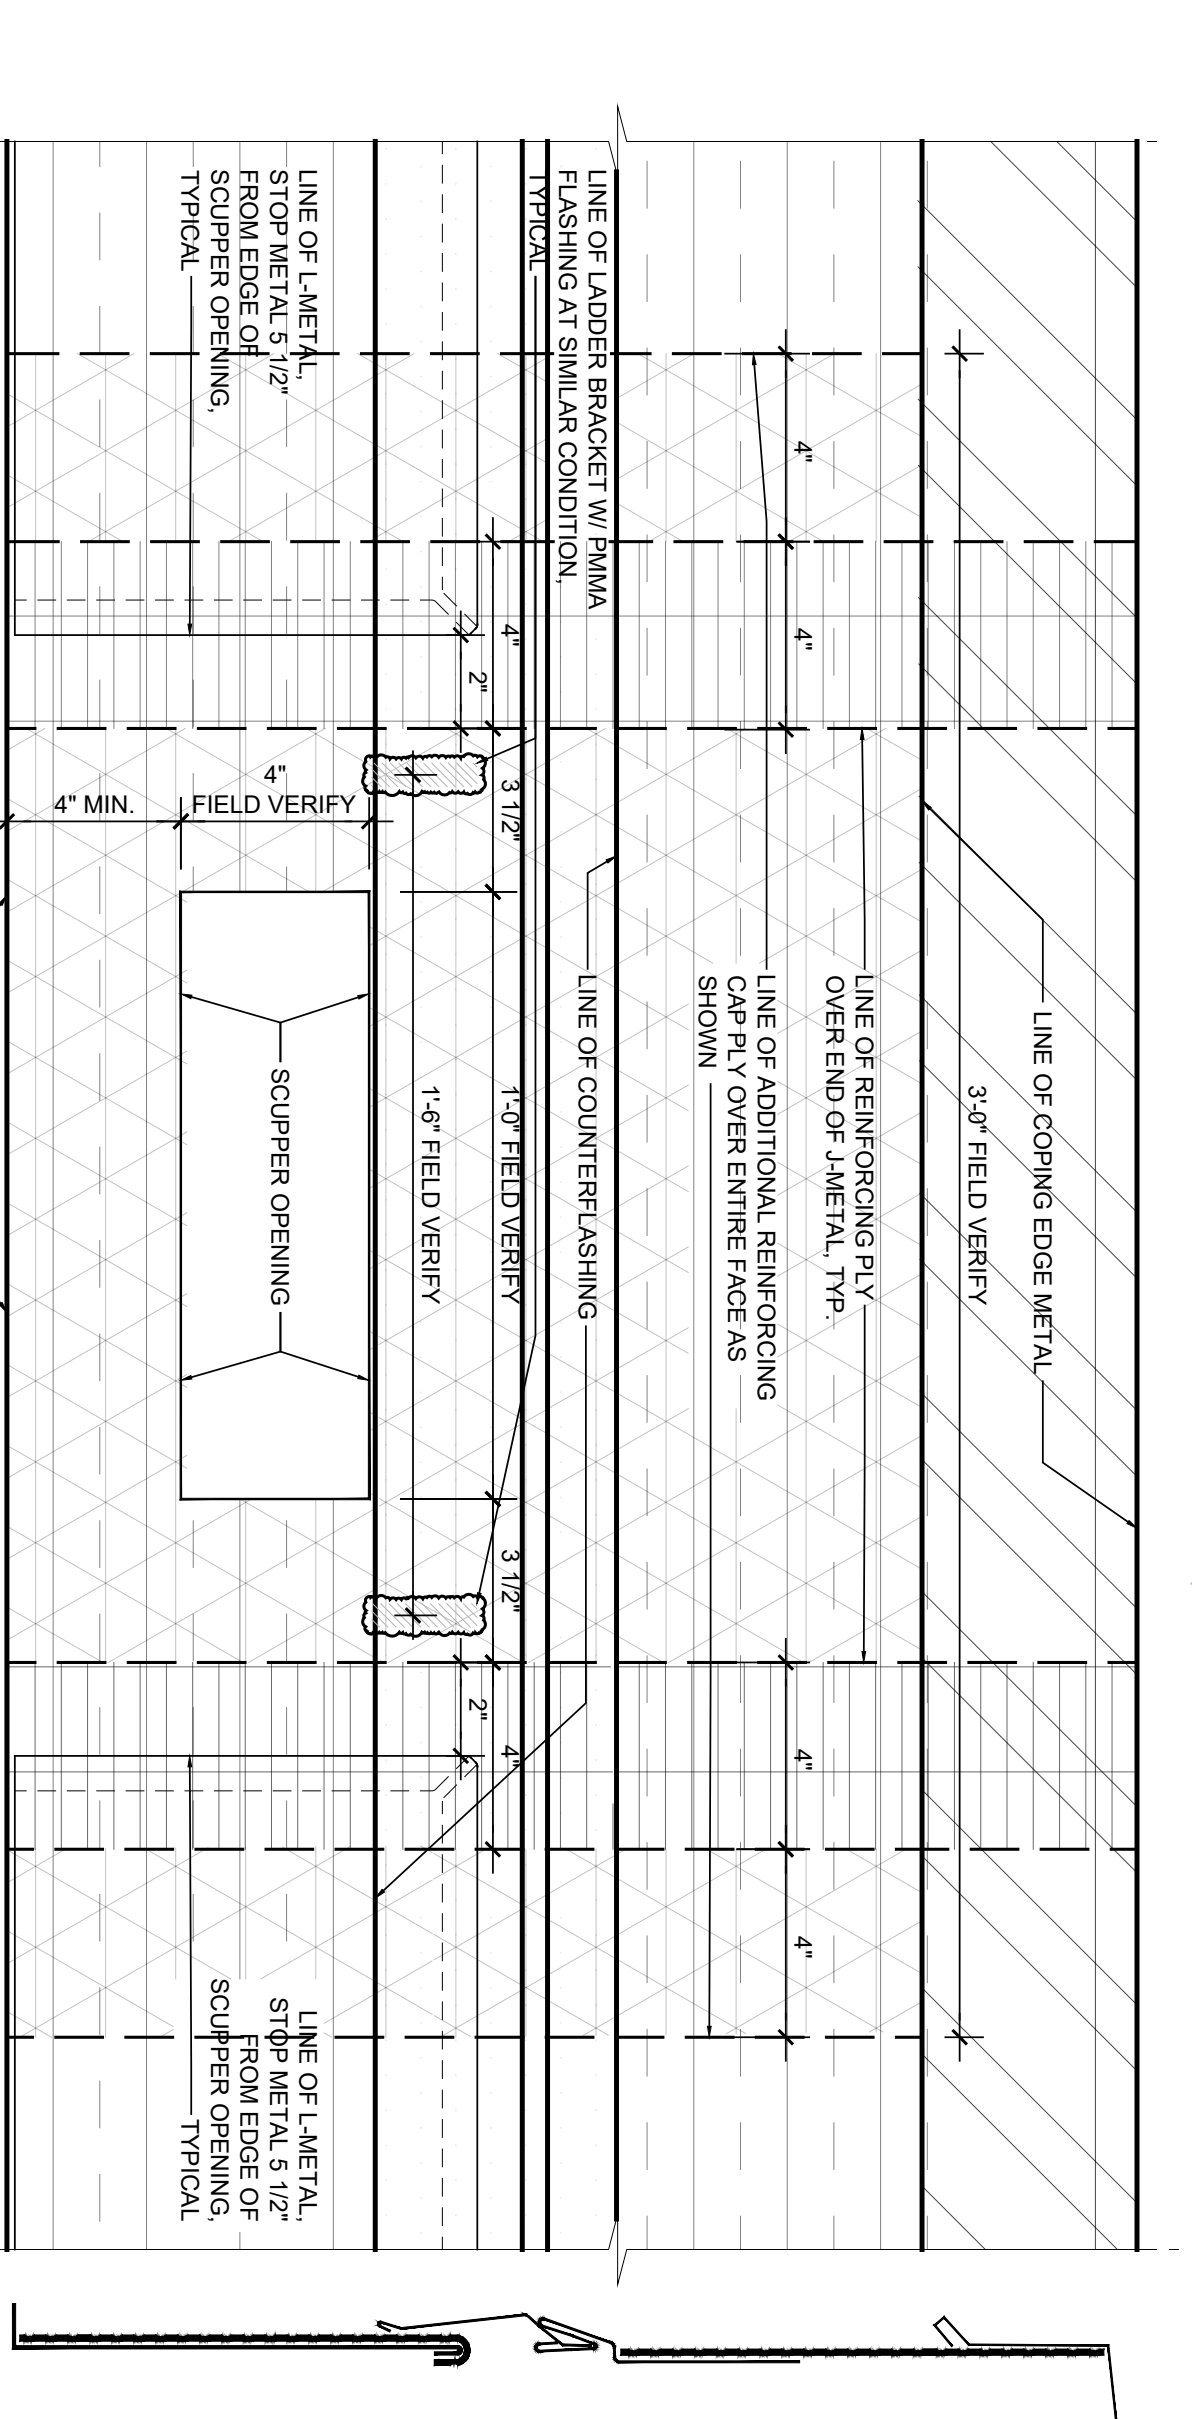 LINE OF COPING EDGE METAL
3'-0" FIELD VERIFY
LINE OF REINFORCING PLY
OVER END OF J-METAL, TYP.
4"
4"
4"
4"
LINE OF ADDITIONAL REINFORCING
CAP PLY OVER ENTIRE FACE AS
SHOWN
LINE OF LADDER BRACKET W/ PMMA
FLASHING AT SIMILAR CONDITION,
TYPICAL
LINE OF COUNTERFLASHING
4"
3 1/2"
1'-0" FIELD VERIFY
3 1/2"
4"
2"
2"
1'-6" FIELD VERIFY
LINE OF L-METAL,
STOP METAL 5 1/2"
FROM EDGE OF
SCUPPER OPENING,
TYPICAL
SCUPPER OPENING
LINE OF L-METAL,
STOP METAL 5 1/2"
FROM EDGE OF
SCUPPER OPENING,
TYPICAL
4"
FIELD VERIFY
4" MIN.